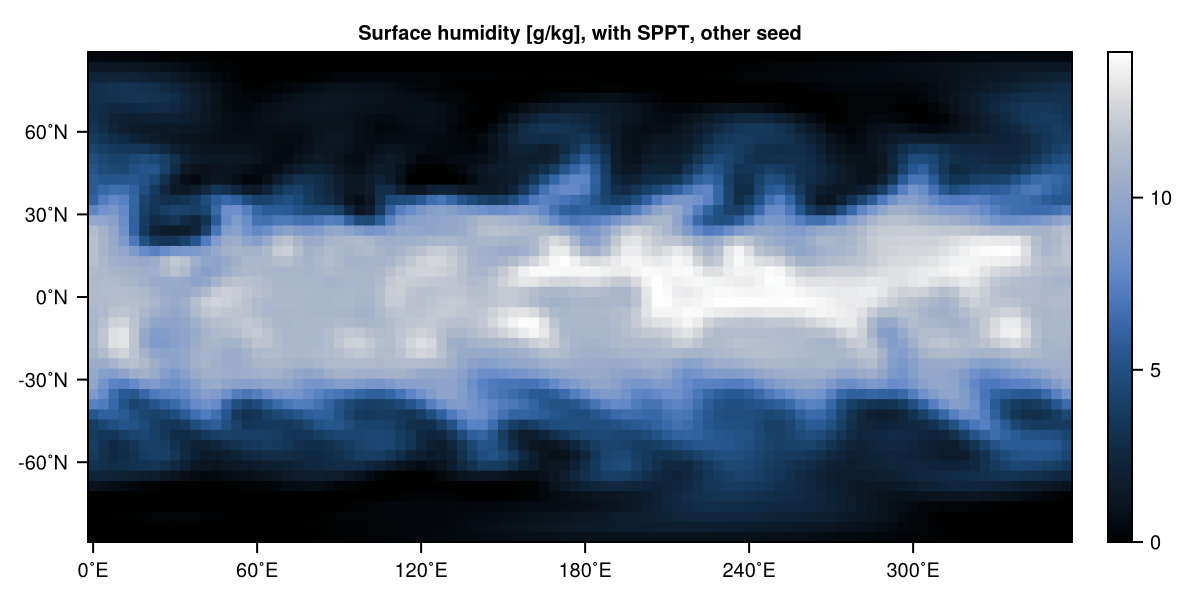 Surface humidity [g/kg], with SPPT, other seed
60˚N
30˚N
0˚N
-30˚N
-60˚N
0˚E
60˚E
120˚E
180˚E
240˚E
300˚E
10
5
0